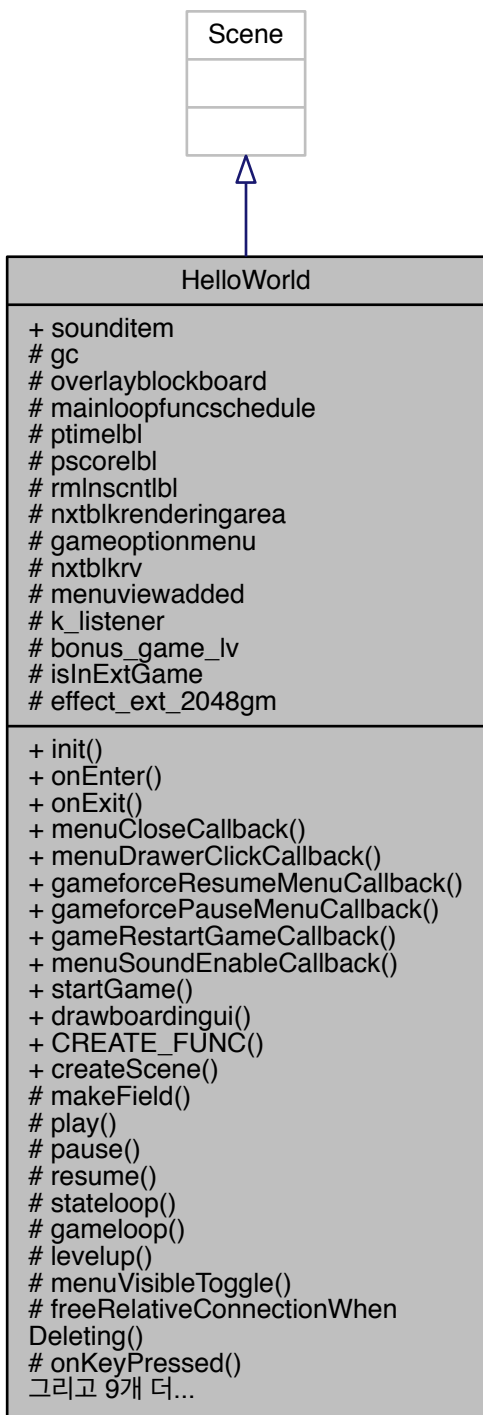 Scene
HelloWorld
+ sounditem
# gc
# overlayblockboard
# mainloopfuncschedule
# ptimelbl
# pscorelbl
# rmlnscntlbl
# nxtblkrenderingarea
# gameoptionmenu
# nxtblkrv
# menuviewadded
# k_listener
# bonus_game_lv
# isInExtGame
# effect_ext_2048gm
+ init()
+ onEnter()
+ onExit()
+ menuCloseCallback()
+ menuDrawerClickCallback()
+ gameforceResumeMenuCallback()
+ gameforcePauseMenuCallback()
+ gameRestartGameCallback()
+ menuSoundEnableCallback()
+ startGame()
+ drawboardingui()
+ CREATE_FUNC()
+ createScene()
# makeField()
# play()
# pause()
# resume()
# stateloop()
# gameloop()
# levelup()
# menuVisibleToggle()
# freeRelativeConnectionWhen
Deleting()
# onKeyPressed()
그리고 9개 더...